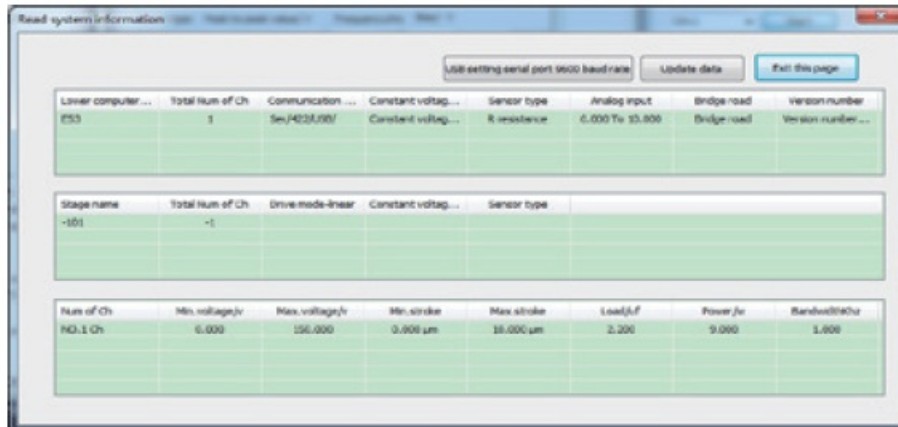 Read system information
USB setting serial port 9600 baud rate Update data Exit this page
Lower computer ... Total Num of Ch Communication ... Constant voltag... Sensor type Analog input Bridge road Version number
E53 1 Ser/422/USB/ Constant voltag... R resistance 0.000 To 10.000 Bridge road Version number...
Stage name Total Num of Ch Drive mode-linear Constant voltag... Sensor type
-101 -1
Num of Ch Min. voltage/v Max. voltage/v Min. stroke Max. stroke Load/uf Power/w Bandwidth/Khz
NO.1 Ch 0.000 150.000 0.000 μm 18.000 μm 2.200 9.000 1.000